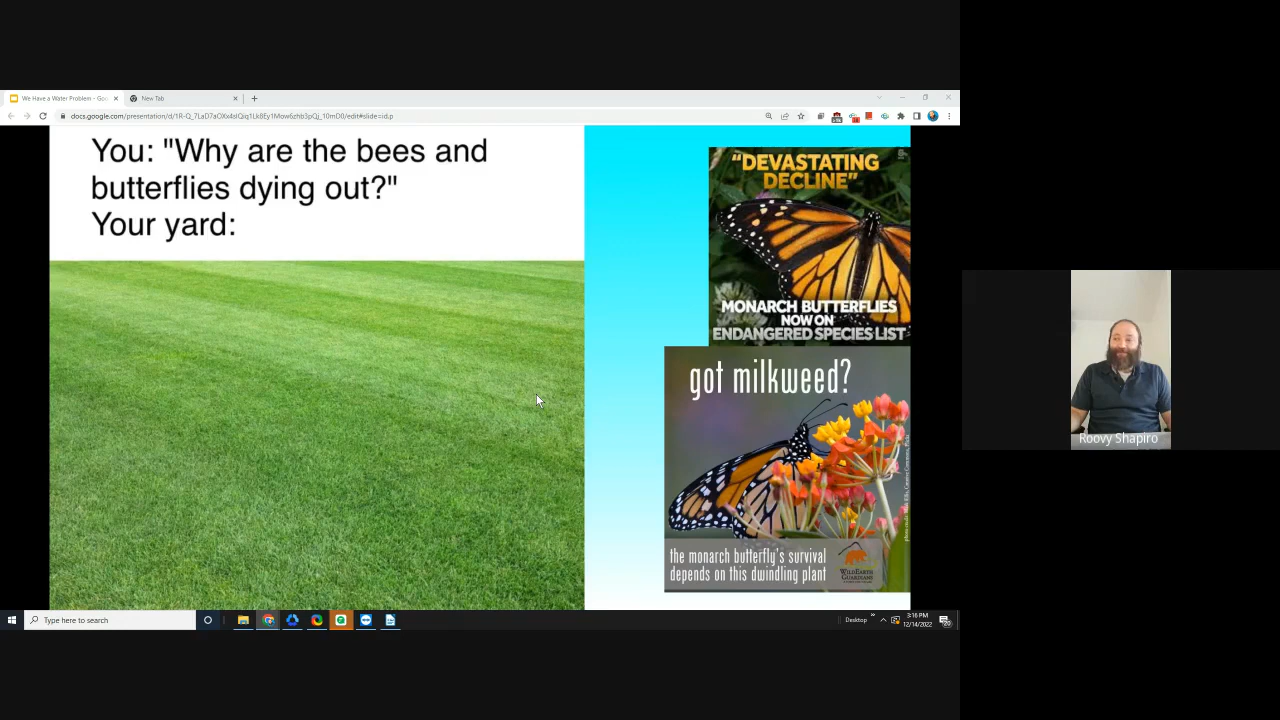 We Have a Water Problem - Goo
New Tab
docs.google.com/presentation/d/1R-Q_7LaD7aOXx4slQiq1Lk8Ey1Mow6zhb3pQj_10mD0/edit#slide=id.p
You: "Why are the bees and
butterflies dying out?"
Your yard:
“DEVASTATING
DECLINE”
MONARCH BUTTERFLIES
NOW ON
ENDANGERED SPECIES LIST
got milkweed?
the monarch butterfly's survival
depends on this dwindling plant
WILDEARTH
GUARDIANS
Roovy Shapiro
Type here to search
Desktop
3:16 PM
12/14/2022